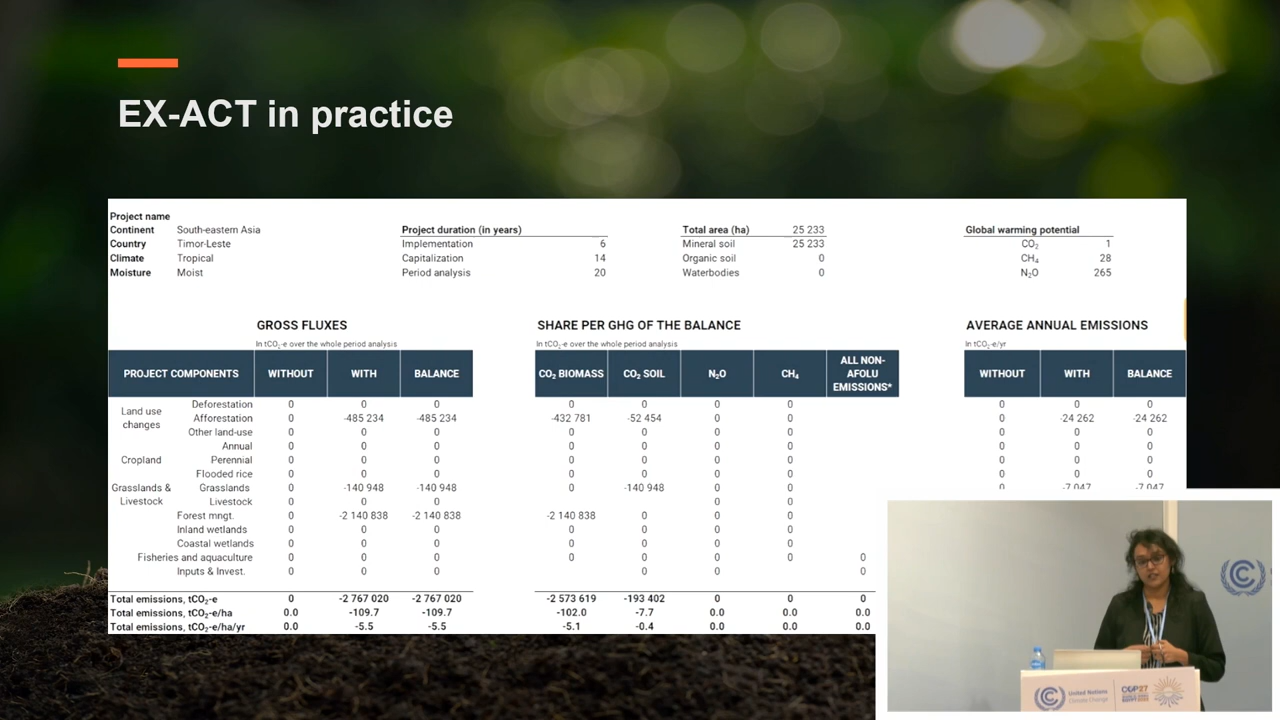 EX-ACT in practice
Project name
Continent South-eastern Asia
Country Timor-Leste
Climate Tropical
Moisture Moist
Project duration (in years)
Implementation 6
Capitalization 14
Period analysis 20
Total area (ha) 25 233
Mineral soil 25 233
Organic soil 0
Waterbodies 0
Global warming potential
CO2 1
CH4 28
N2O 265
GROSS FLUXES
In tCO2-e over the whole period analysis
SHARE PER GHG OF THE BALANCE
In tCO2-e over the whole period analysis
AVERAGE ANNUAL EMISSIONS
In tCO2-e/yr
PROJECT COMPONENTS WITHOUT WITH BALANCE CO2 BIOMASS CO2 SOIL N2O CH4 ALL NON-AFOLU EMISSIONS* WITHOUT WITH BALANCE
Land use changes
Deforestation 0 0 0 0 0 0 0 0 0 0
Afforestation 0 -485 234 -485 234 -432 781 -52 454 0 0 0 -24 262 -24 262
Other land-use 0 0 0 0 0 0 0 0 0 0
Cropland
Annual 0 0 0 0 0 0 0 0 0 0
Perennial 0 0 0 0 0 0 0 0 0 0
Flooded rice 0 0 0 0 0 0 0 0 0 0
Grasslands & Livestock
Grasslands 0 -140 948 -140 948 0 -140 948 0 0 0 -7 047 -7 047
Livestock 0 0 0 0 0
Forest mngt. 0 -2 140 838 -2 140 838 -2 140 838 0 0 0
Inland wetlands 0 0 0 0 0 0 0
Coastal wetlands 0 0 0 0 0 0 0
Fisheries and aquaculture 0 0 0 0 0 0 0 0
Inputs & Invest. 0 0 0 0 0 0
Total emissions, tCO2-e 0 -2 767 020 -2 767 020 -2 573 619 -193 402 0 0 0
Total emissions, tCO2-e/ha 0.0 -109.7 -109.7 -102.0 -7.7 0.0 0.0 0.0
Total emissions, tCO2-e/ha/yr 0.0 -5.5 -5.5 -5.1 -0.4 0.0 0.0 0.0
United Nations
Climate Change
COP27